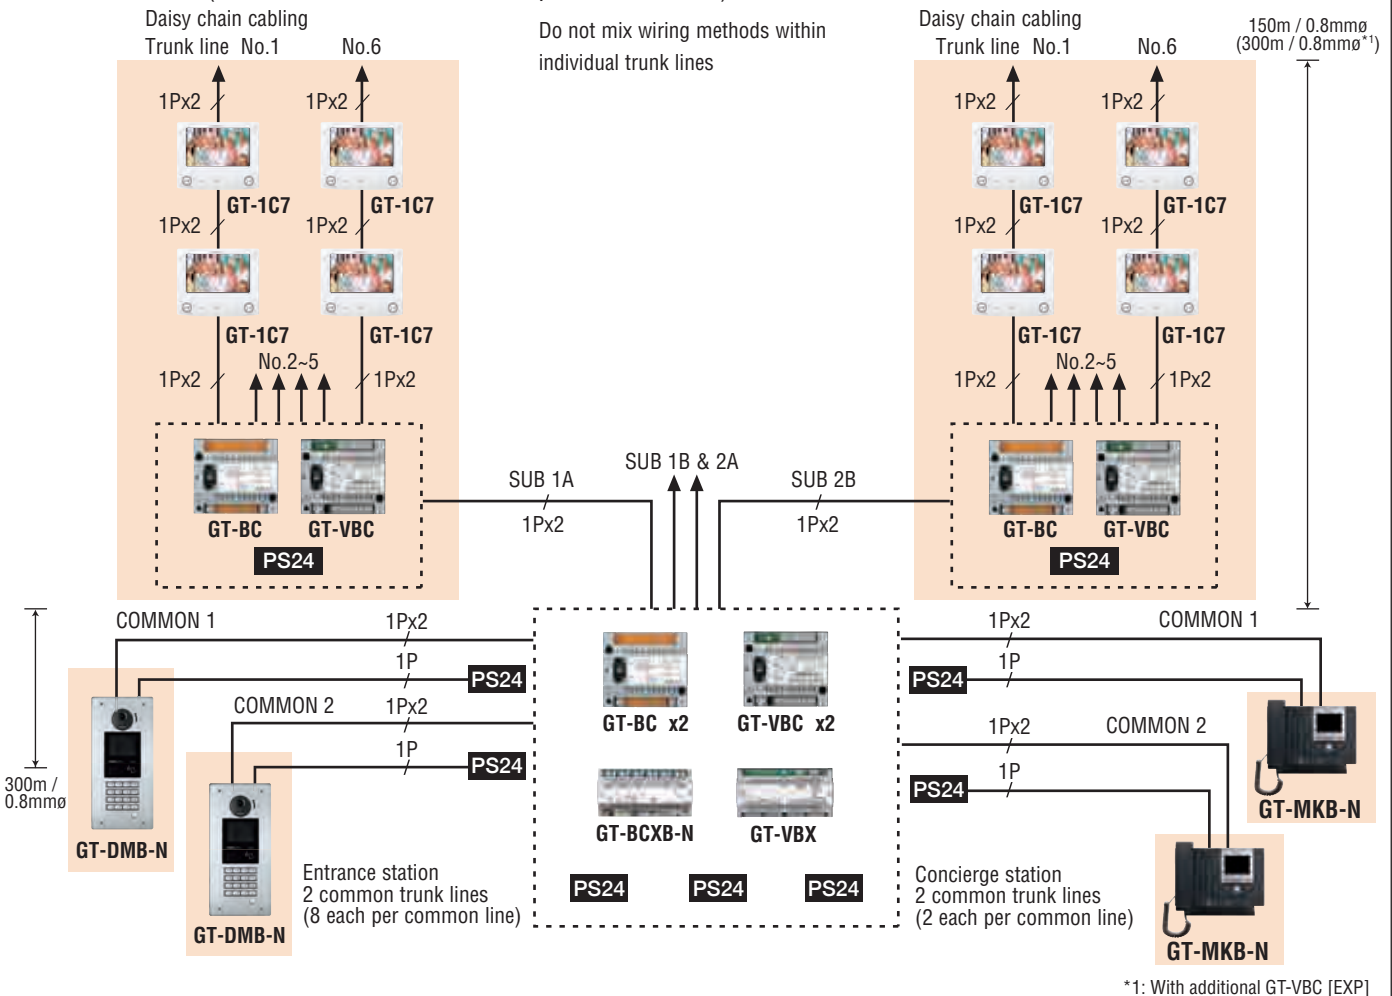 Daisy chain cabling
Trunk line No.1
No.6
Do not mix wiring methods within
individual trunk lines
Daisy chain cabling
Trunk line No.1
No.6
150m / 0.8mmø
(300m / 0.8mmø*1)
1Px2
1Px2
1Px2
1Px2
GT-1C7
GT-1C7
GT-1C7
GT-1C7
1Px2
1Px2
1Px2
1Px2
GT-1C7
GT-1C7
GT-1C7
GT-1C7
No.2~5
No.2~5
1Px2
1Px2
1Px2
1Px2
SUB 1A
SUB 1B & 2A
SUB 2B
1Px2
1Px2
GT-BC
GT-VBC
GT-BC
GT-VBC
PS24
PS24
COMMON 1
1Px2
1Px2
COMMON 1
1P
PS24
PS24
1P
COMMON 2
1Px2
1Px2
COMMON 2
1P
PS24
PS24
1P
GT-BC x2
GT-VBC x2
GT-BCXB-N
GT-VBX
PS24
PS24
PS24
300m /
0.8mmø
GT-DMB-N
GT-DMB-N
Entrance station
2 common trunk lines
(8 each per common line)
Concierge station
2 common trunk lines
(2 each per common line)
GT-MKB-N
GT-MKB-N
*1: With additional GT-VBC [EXP]